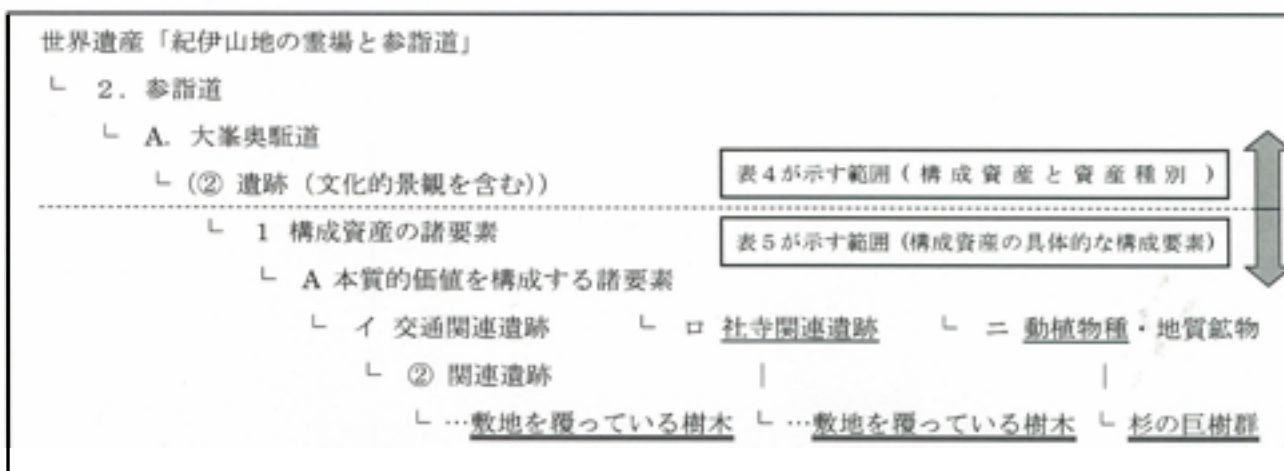 世界遺産「紀伊山地の霊場と参詣道」
└ 2．参詣道
└ A．大峯奥駈道
└（② 遺跡（文化的景観を含む））
表4が示す範囲（構成資産と資産種別）
└ 1 構成資産の諸要素
表5が示す範囲（構成資産の具体的な構成要素）
└ A 本質的価値を構成する諸要素
└ イ 交通関連遺跡 └ ロ 社寺関連遺跡 └ ニ 動植物種・地質鉱物
└ ② 関連遺跡 ｜ ｜
└ …敷地を覆っている樹木 └ …敷地を覆っている樹木 └ 杉の巨樹群